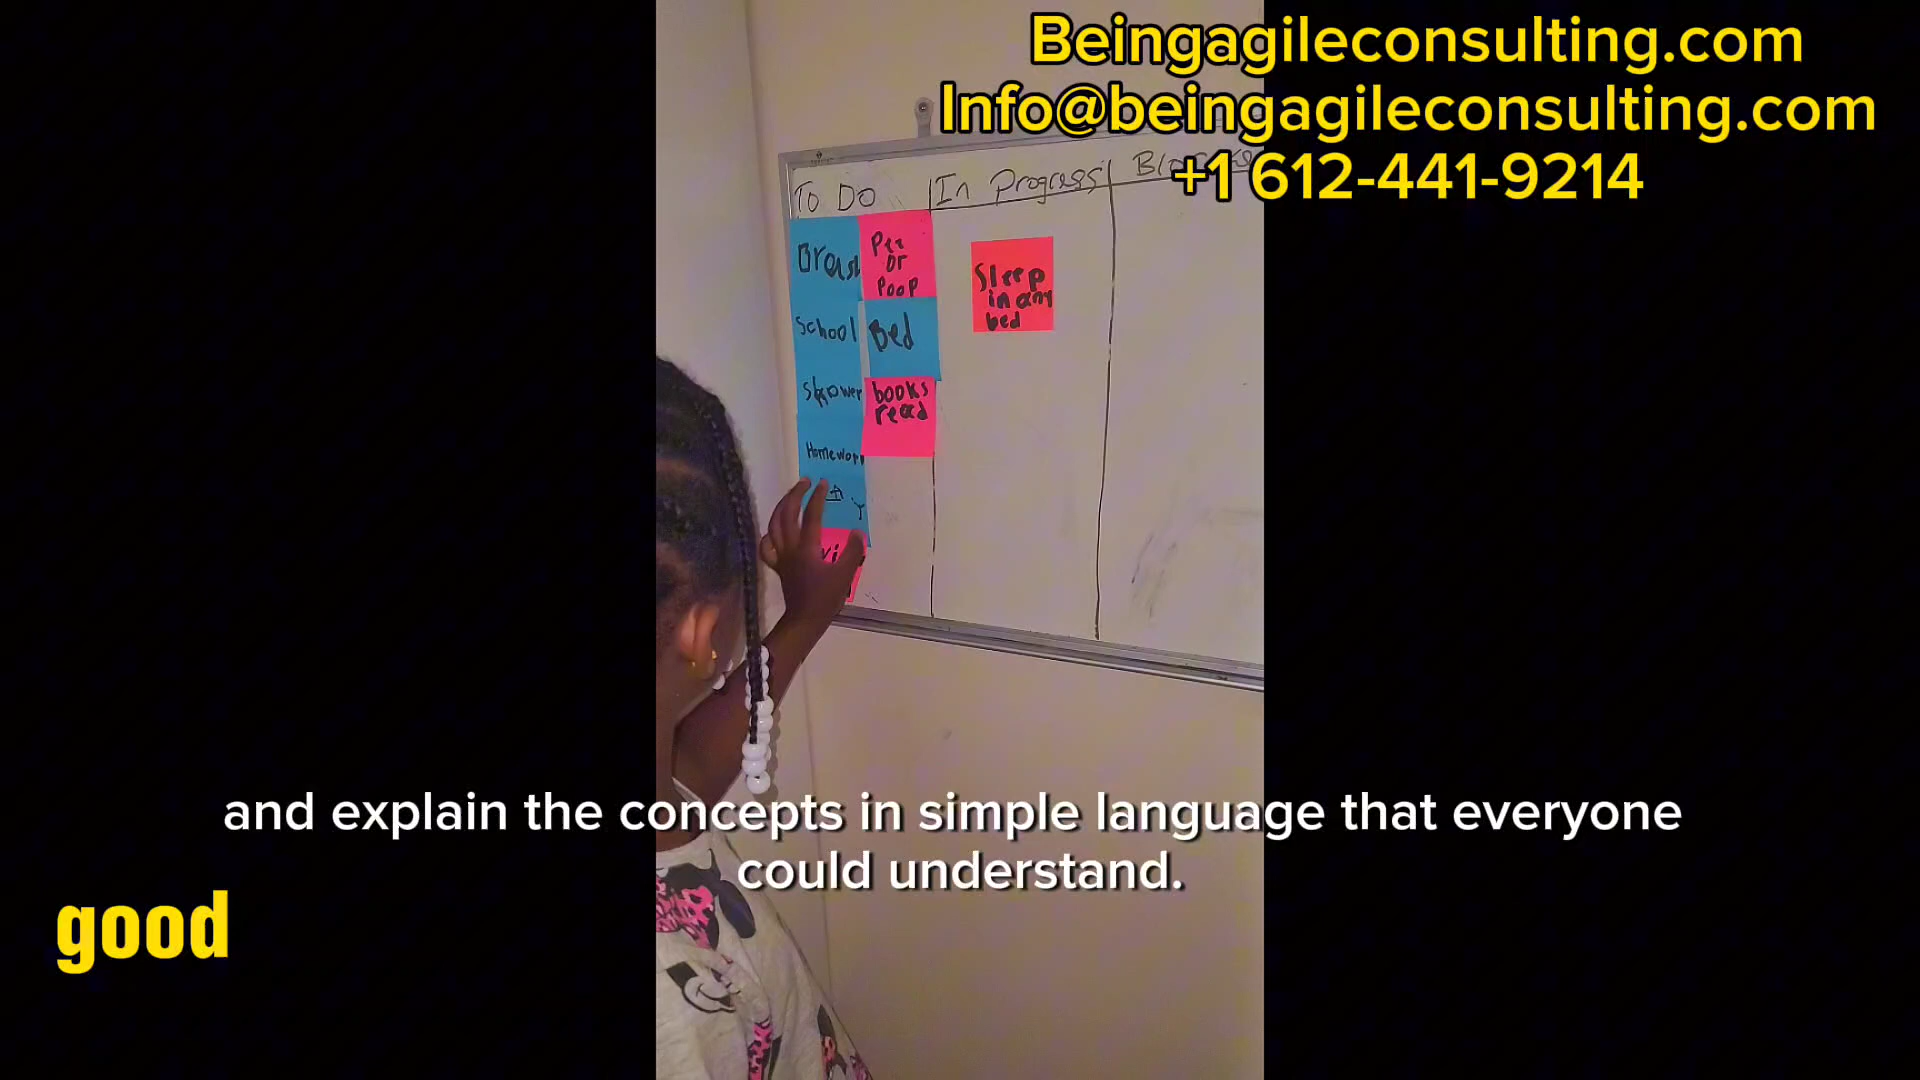 Beingagileconsulting.com
Info@beingagileconsulting.com
+1 612-441-9214
To Do
In Progress
Pee
or
Poop
Sleep
in any
bed
School
Bed
Shower
books
read
Homework
and explain the concepts in simple language that everyone
could understand.
good